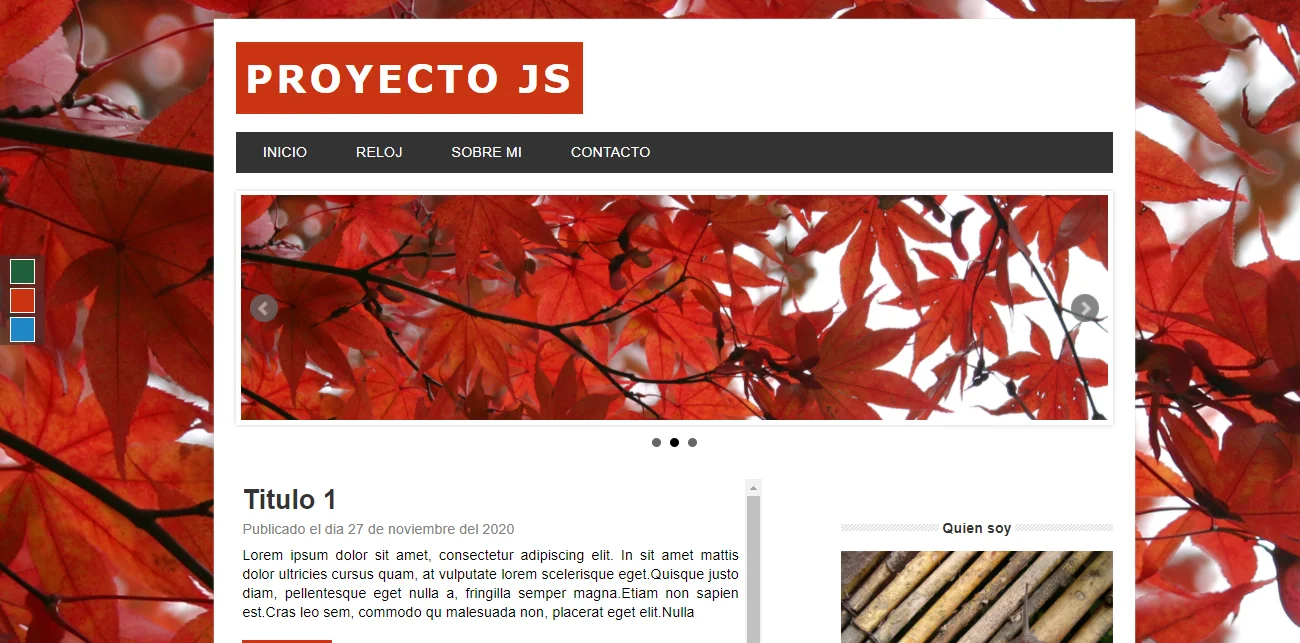 PROYECTO JS
INICIO RELOJ SOBRE MI CONTACTO
Titulo 1
Publicado el dia 27 de noviembre del 2020
Lorem ipsum dolor sit amet, consectetur adipiscing elit. In sit amet mattis
dolor ultricies cursus quam, at vulputate lorem scelerisque eget.Quisque justo
diam, pellentesque eget nulla a, fringilla semper magna.Etiam non sapien
est.Cras leo sem, commodo qu malesuada non, placerat eget elit.Nulla
Quien soy